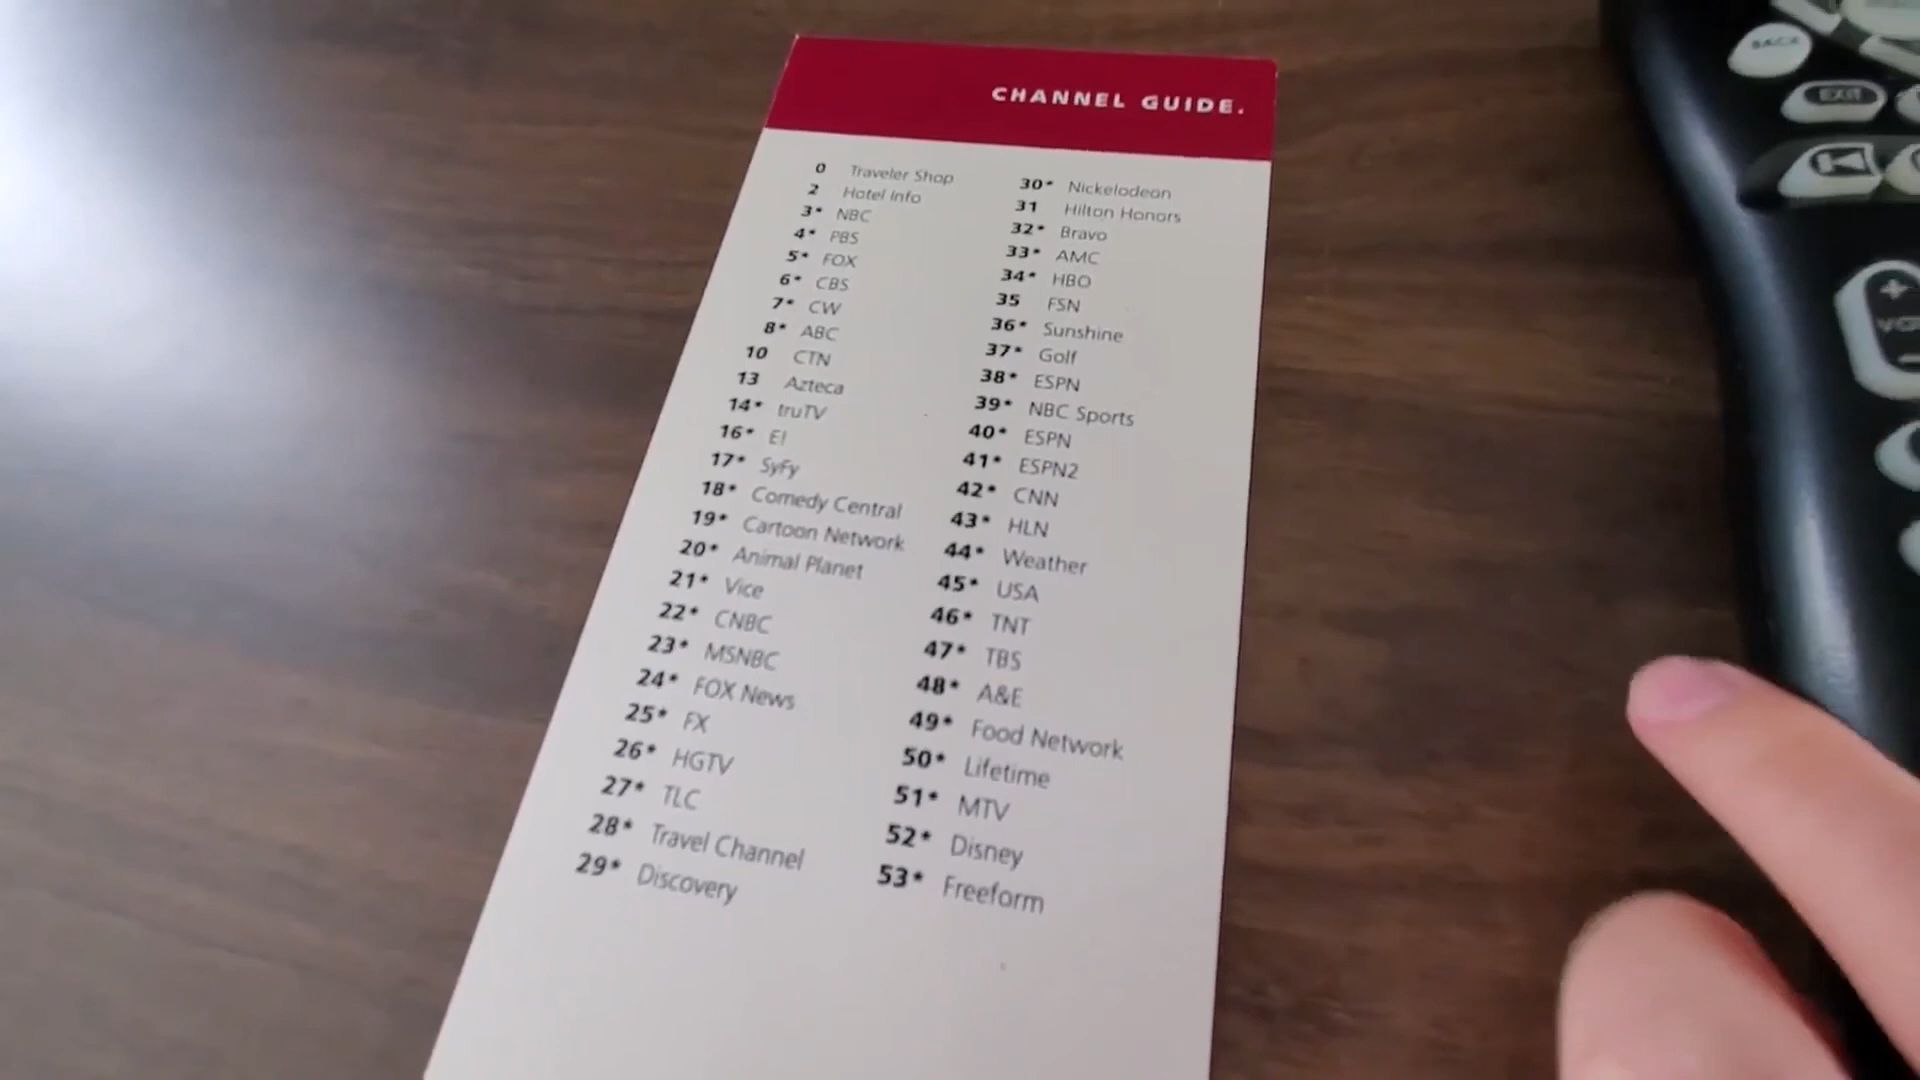 CHANNEL GUIDE.
0 Traveler Shop
2 Hotel Info
3* NBC
4* PBS
5* FOX
6* CBS
7* CW
8* ABC
10 CTN
13 Azteca
14* truTV
16* E!
17* SyFy
18* Comedy Central
19* Cartoon Network
20* Animal Planet
21* Vice
22* CNBC
23* MSNBC
24* FOX News
25* FX
26* HGTV
27* TLC
28* Travel Channel
29* Discovery
30* Nickelodeon
31 Hilton Honors
32* Bravo
33* AMC
34* HBO
35 FSN
36* Sunshine
37* Golf
38* ESPN
39* NBC Sports
40* ESPN
41* ESPN2
42* CNN
43* HLN
44* Weather
45* USA
46* TNT
47* TBS
48* A&E
49* Food Network
50* Lifetime
51* MTV
52* Disney
53* Freeform
BACK
EXIT
+
VOL
−